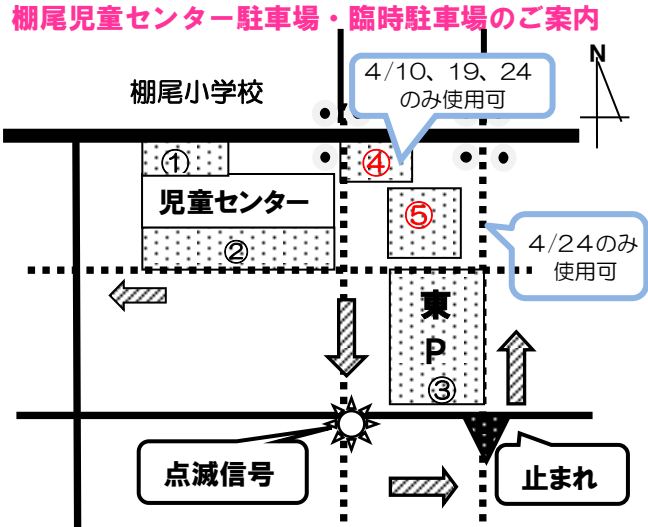 棚尾児童センター駐車場・臨時駐車場のご案内
N
4/10、19、24
のみ使用可
棚尾小学校
①
④
児童センター
⑤
②
4/24のみ
使用可
東
P
③
点滅信号
止まれ